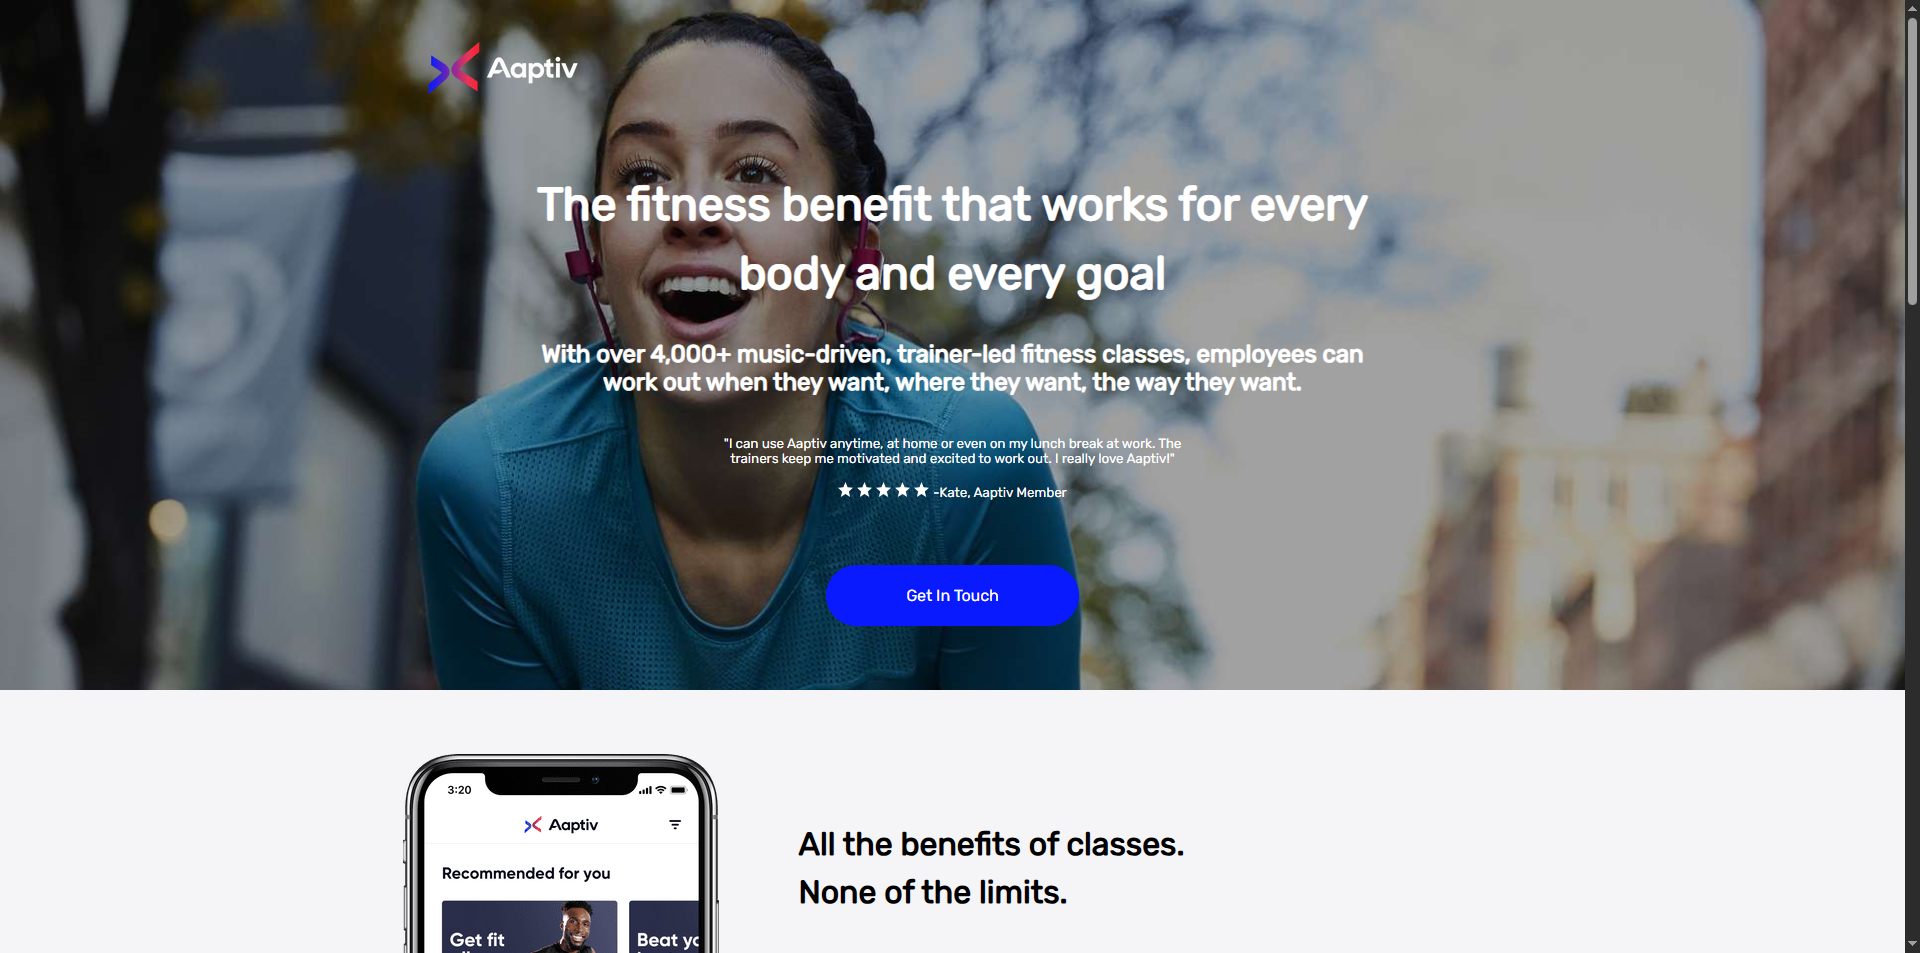 Aaptiv
The fitness benefit that works for every
body and every goal
With over 4,000+ music-driven, trainer-led fitness classes, employees can
work out when they want, where they want, the way they want.
"I can use Aaptiv anytime, at home or even on my lunch break at work. The
trainers keep me motivated and excited to work out. I really love Aaptiv!"
★★★★★ -Kate, Aaptiv Member
Get In Touch
3:20
Aaptiv
Recommended for you
Get fit
Beat yo
All the benefits of classes.
None of the limits.